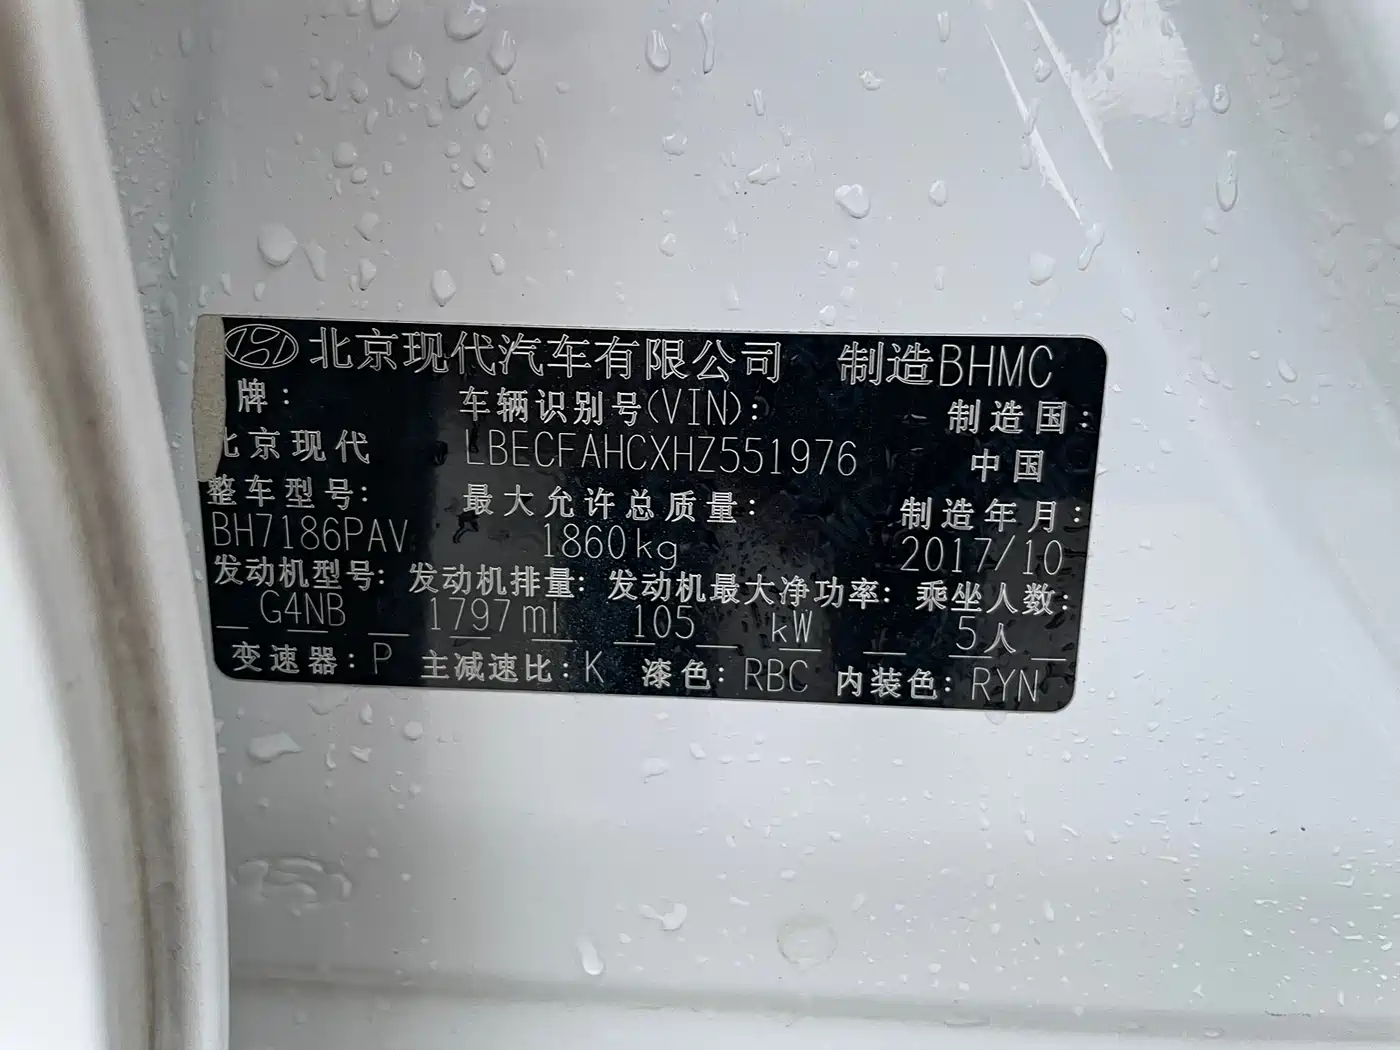 北京现代汽车有限公司 制造BHMC
牌: 车辆识别号(VIN): 制造国:
北京现代 LBECFAHCXHZ551976 中国
整车型号: 最大允许总质量: 制造年月:
BH7186PAV 1860kg 2017/10
发动机型号: 发动机排量: 发动机最大净功率: 乘坐人数:
G4NB 1797ml 105 kW 5人
变速器: P 主减速比: K 漆色: RBC 内装色: RYN